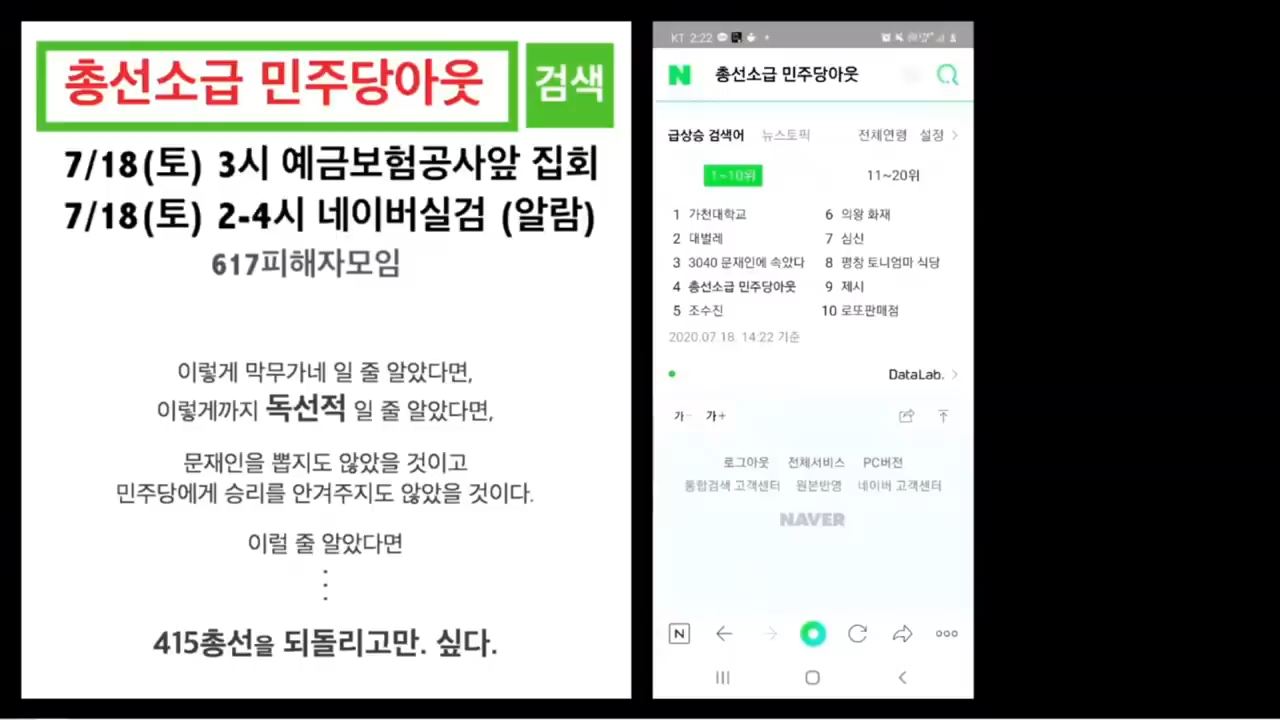 총선소급 민주당아웃 검색
7/18(토) 3시 예금보험공사앞 집회
7/18(토) 2-4시 네이버실검 (알람)
617피해자모임
이렇게 막무가네 일 줄 알았다면,
이렇게까지 독선적 일 줄 알았다면,
문재인을 뽑지도 않았을 것이고
민주당에게 승리를 안겨주지도 않았을 것이다.
이럴 줄 알았다면
415총선을 되돌리고만. 싶다.
KT 2:22
N 총선소급 민주당아웃
급상승 검색어 뉴스토픽 전체연령 설정 >
1~10위 11~20위
1 가천대학교
2 대벌레
3 3040 문재인에 속았다
4 총선소급 민주당아웃
5 조수진
6 의왕 화재
7 심신
8 평창 토니엄마 식당
9 제시
10 로또판매점
2020.07.18. 14:22 기준
DataLab. >
가- 가+
로그아웃 전체서비스 PC버전
통합검색 고객센터 원본반영 네이버 고객센터
NAVER
N